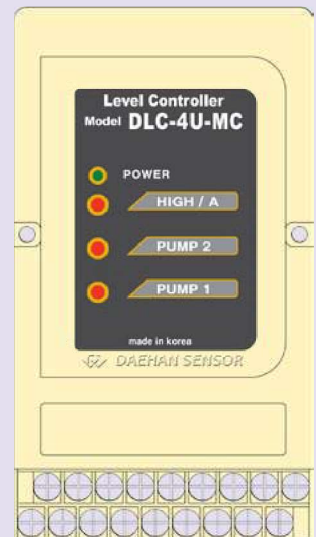 Level Controller
Model DLC-4U-MC
POWER
HIGH / A
PUMP 2
PUMP 1
made in korea
DAEHAN SENSOR